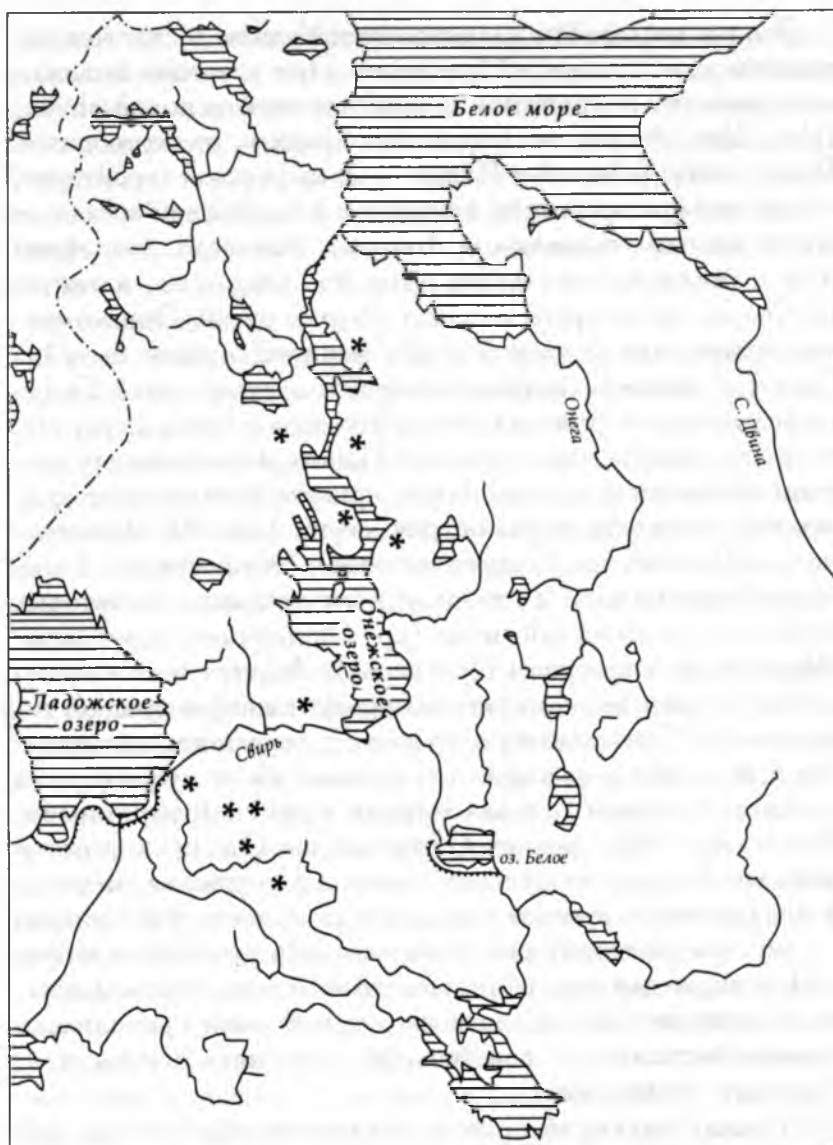 Белое море
Онега
С. Двина
Онежское
озеро
Ладожское
озеро
Свирь
оз. Белое